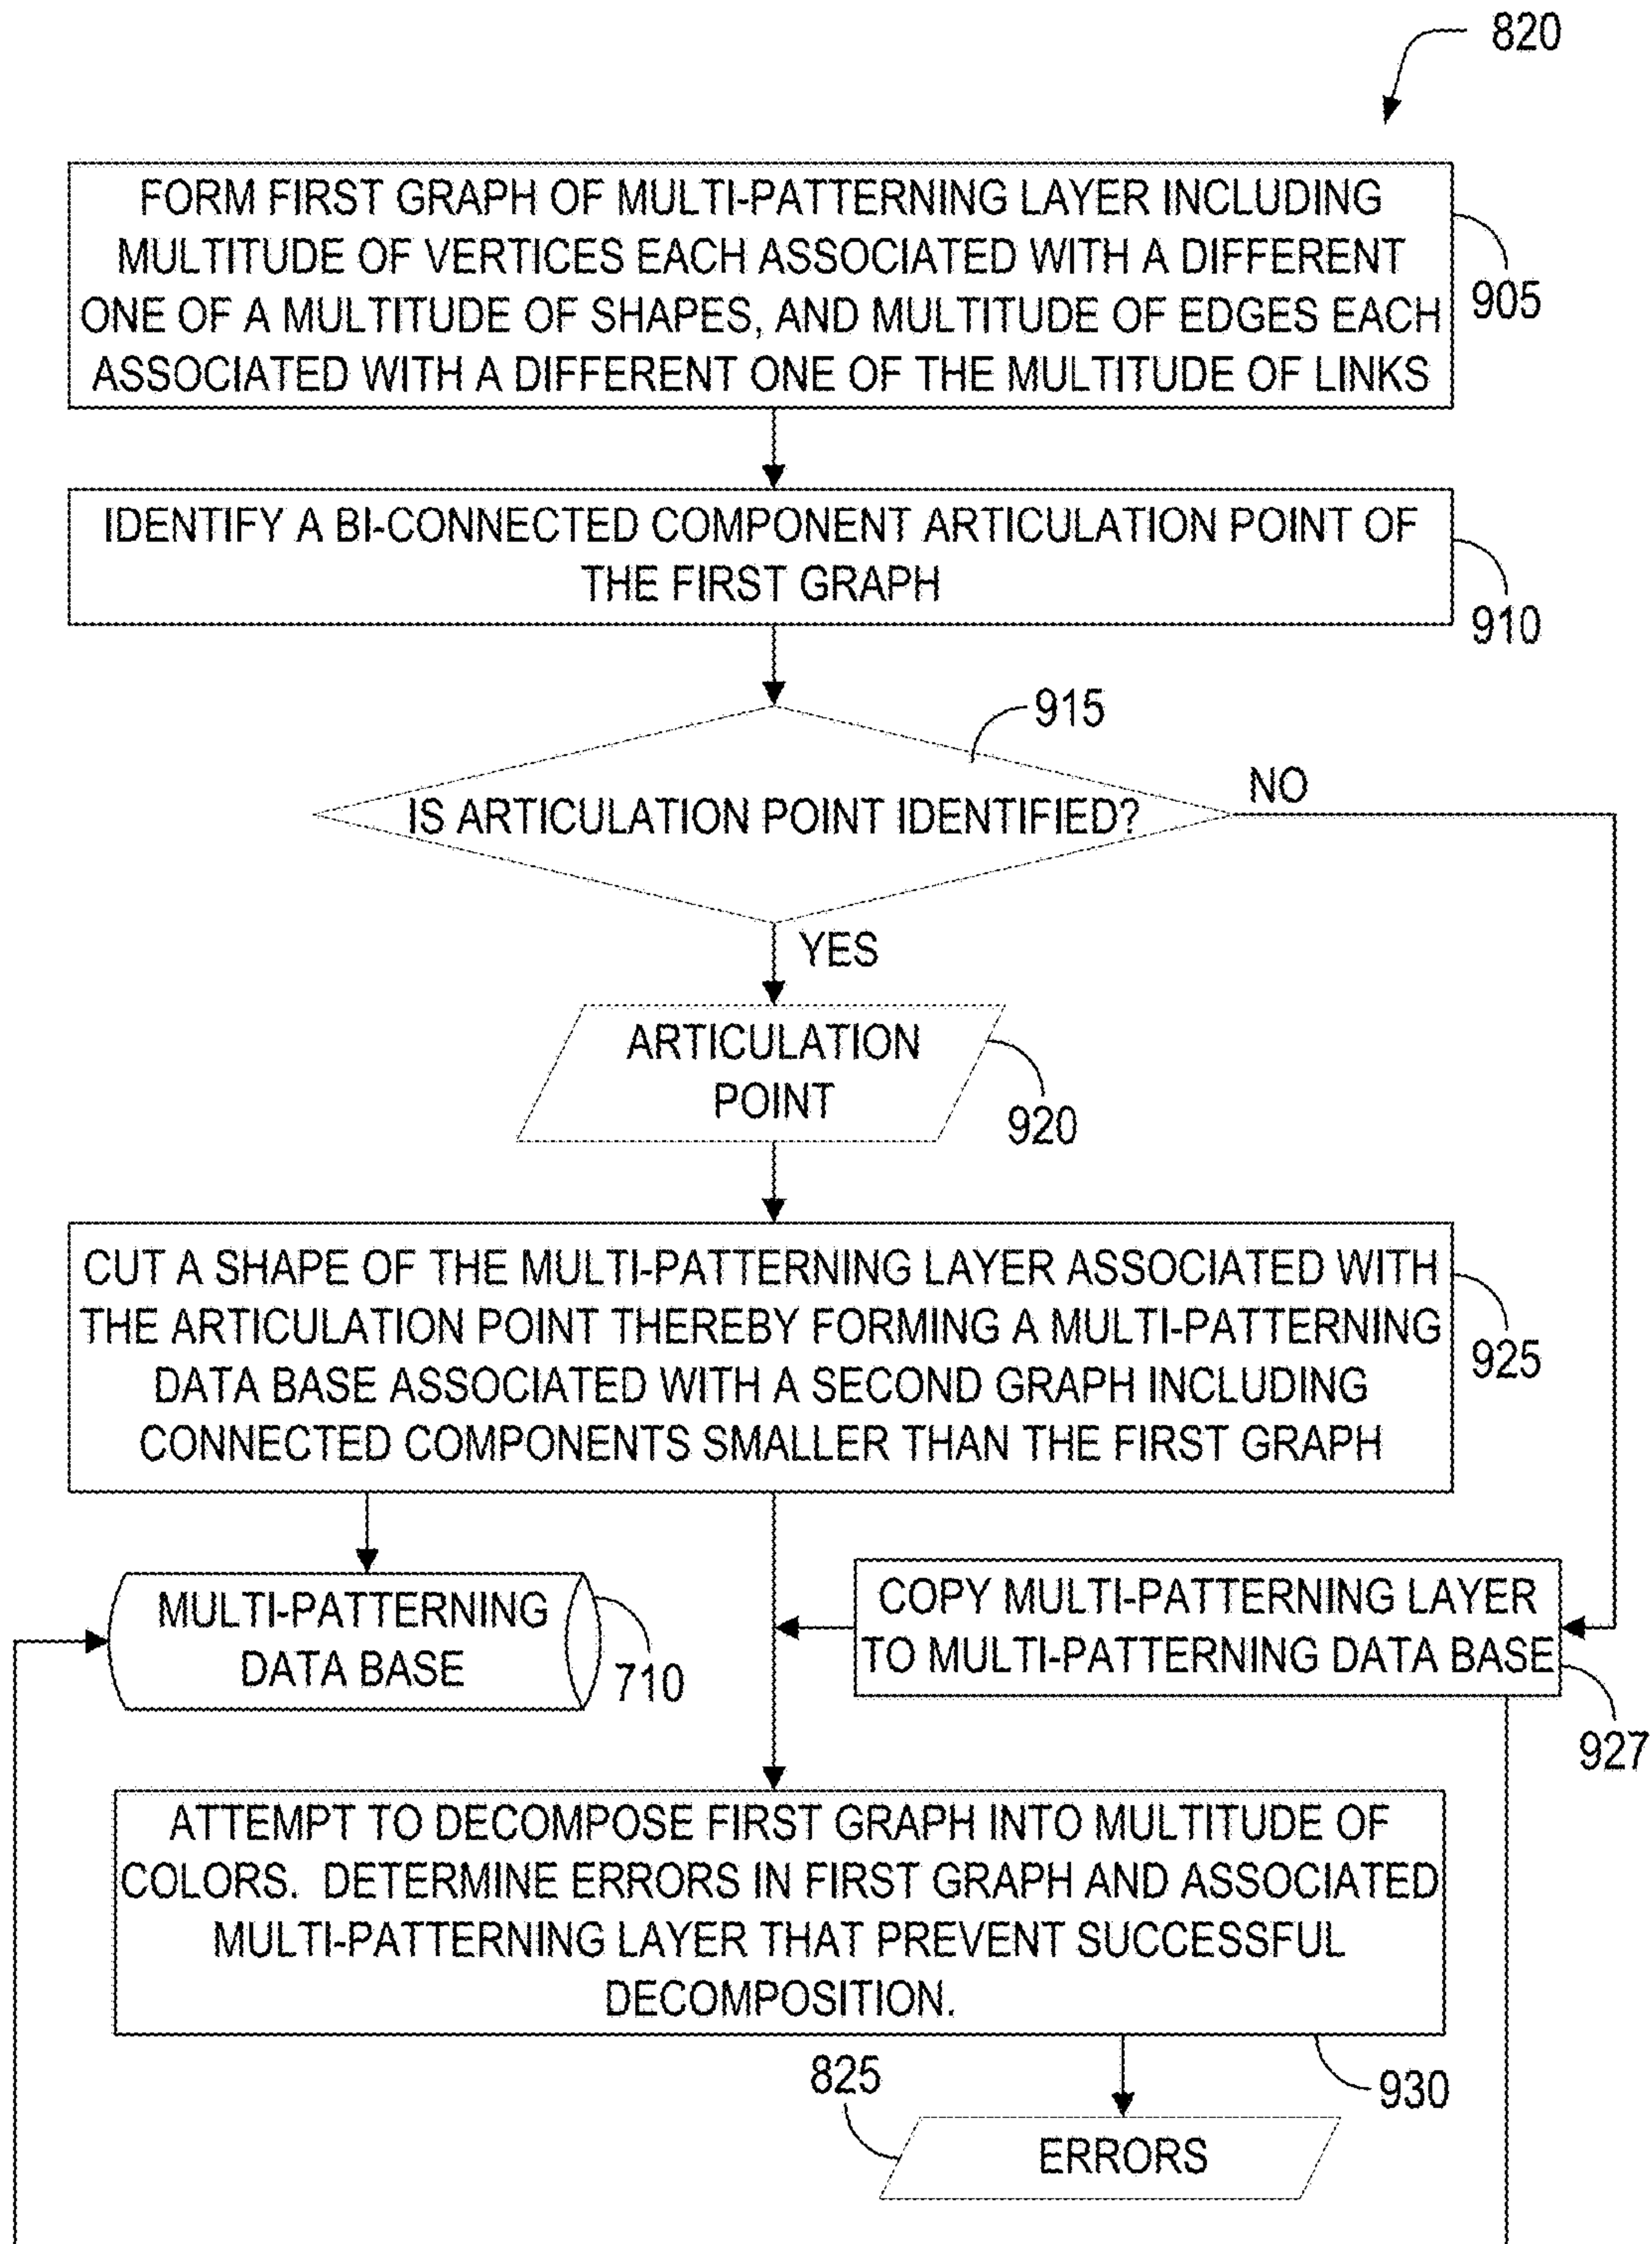 820
FORM FIRST GRAPH OF MULTI-PATTERNING LAYER INCLUDING
MULTITUDE OF VERTICES EACH ASSOCIATED WITH A DIFFERENT
ONE OF A MULTITUDE OF SHAPES, AND MULTITUDE OF EDGES EACH
ASSOCIATED WITH A DIFFERENT ONE OF THE MULTITUDE OF LINKS
905
IDENTIFY A BI-CONNECTED COMPONENT ARTICULATION POINT OF
THE FIRST GRAPH
910
915
IS ARTICULATION POINT IDENTIFIED?
NO
YES
ARTICULATION
POINT
920
CUT A SHAPE OF THE MULTI-PATTERNING LAYER ASSOCIATED WITH
THE ARTICULATION POINT THEREBY FORMING A MULTI-PATTERNING
DATA BASE ASSOCIATED WITH A SECOND GRAPH INCLUDING
CONNECTED COMPONENTS SMALLER THAN THE FIRST GRAPH
925
MULTI-PATTERNING
DATA BASE
710
COPY MULTI-PATTERNING LAYER
TO MULTI-PATTERNING DATA BASE
927
ATTEMPT TO DECOMPOSE FIRST GRAPH INTO MULTITUDE OF
COLORS. DETERMINE ERRORS IN FIRST GRAPH AND ASSOCIATED
MULTI-PATTERNING LAYER THAT PREVENT SUCCESSFUL
DECOMPOSITION.
930
825
ERRORS